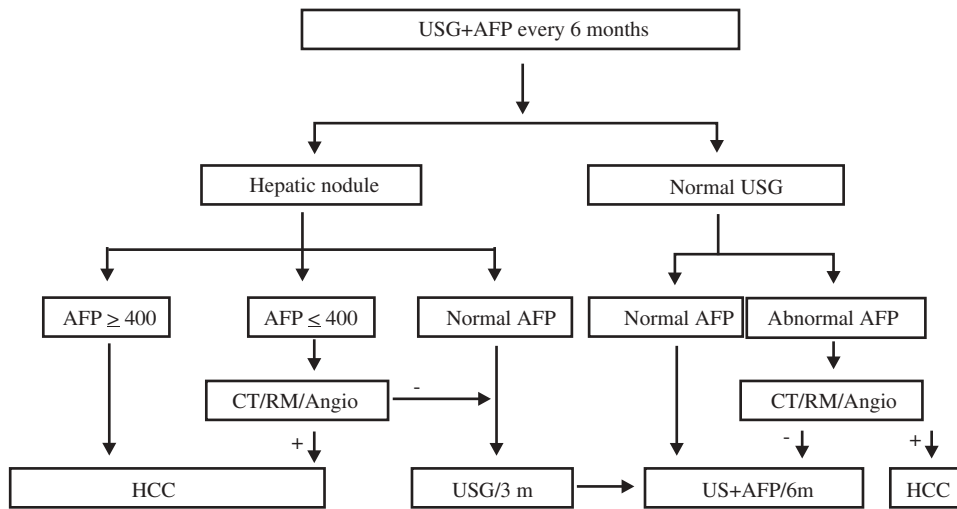 USG+AFP every 6 months
Hepatic nodule
Normal USG
AFP ≥ 400
AFP ≤ 400
Normal AFP
Normal AFP
Abnormal AFP
CT/RM/Angio
-
CT/RM/Angio
+
-
+
HCC
USG/3 m
US+AFP/6m
HCC